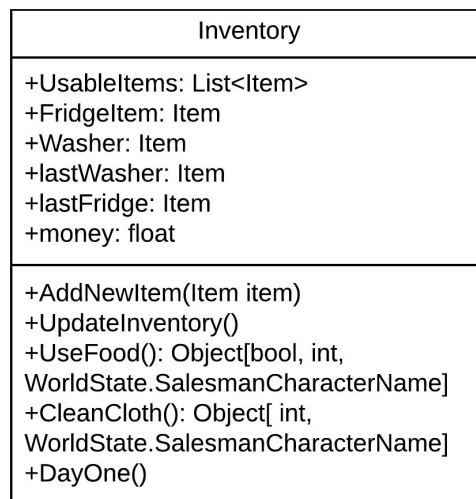 Inventory
+UsableItems: List<Item>
+FridgeItem: Item
+Washer: Item
+lastWasher: Item
+lastFridge: Item
+money: float
+AddNewItem(Item item)
+UpdateInventory()
+UseFood(): Object[bool, int,
WorldState.SalesmanCharacterName]
+CleanCloth(): Object[ int,
WorldState.SalesmanCharacterName]
+DayOne()